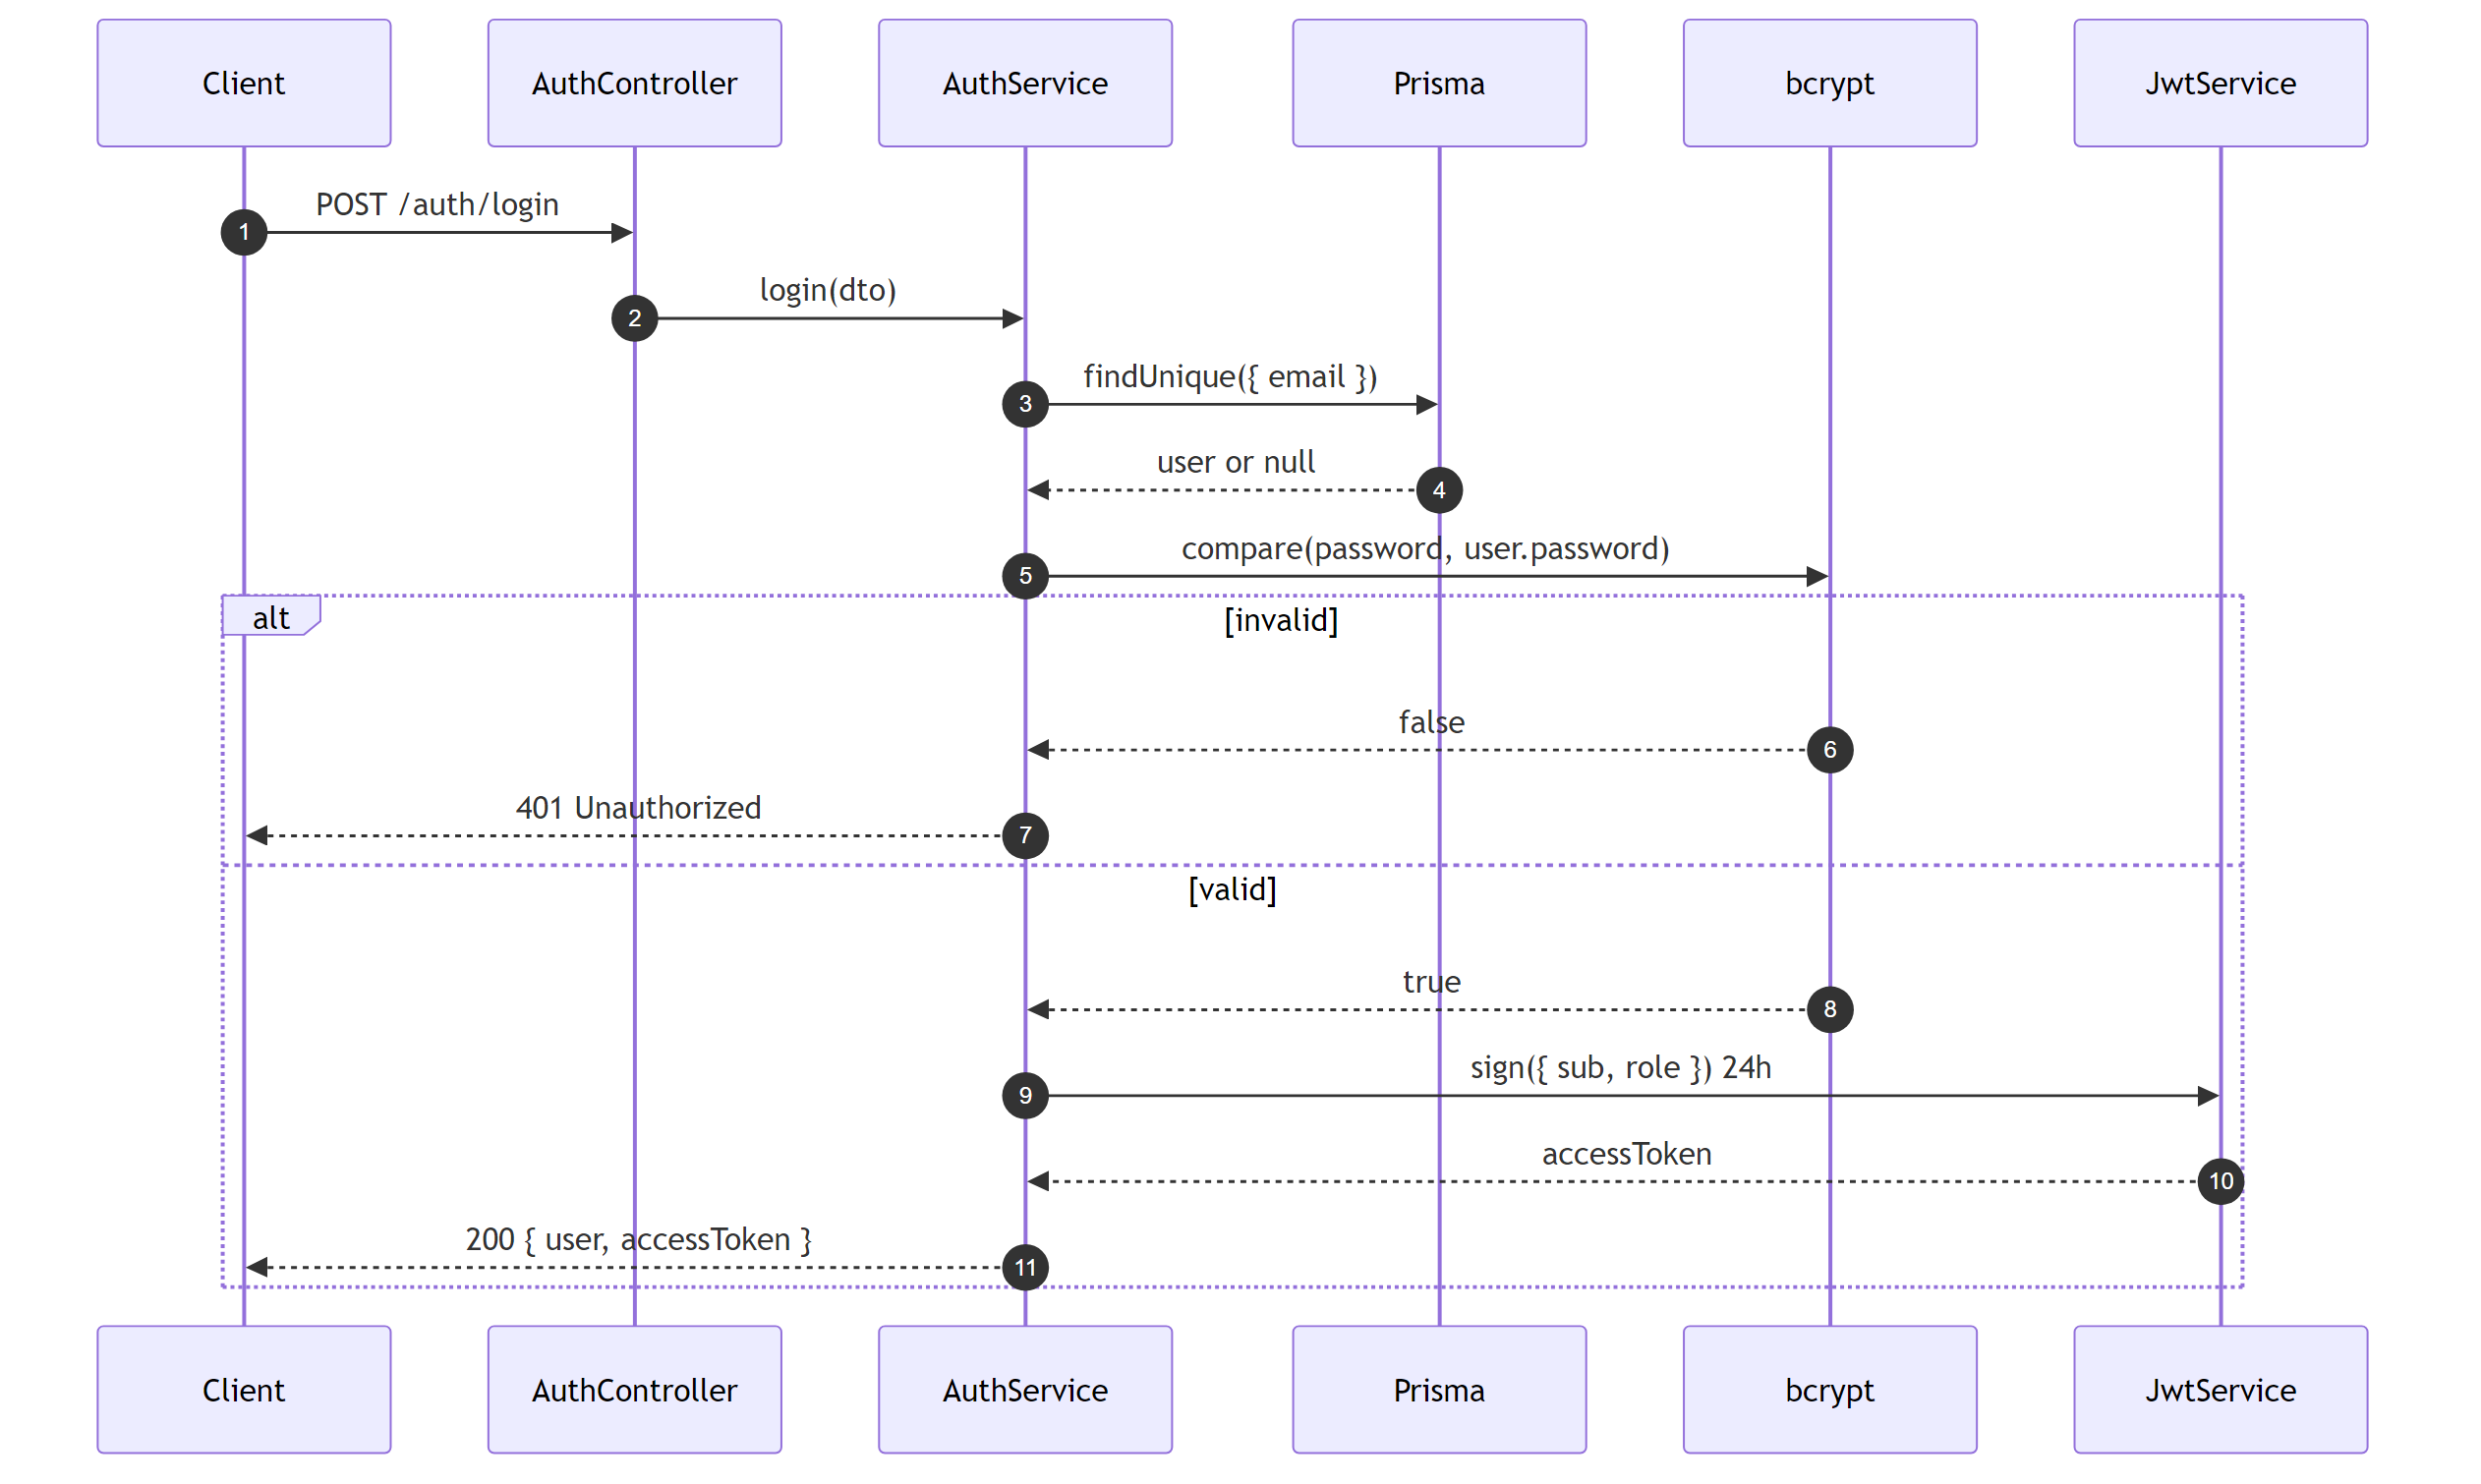 Client
AuthController
AuthService
Prisma
bcrypt
JwtService
POST /auth/login
1
login(dto)
2
findUnique({ email })
3
user or null
4
compare(password, user.password)
5
alt
[invalid]
false
6
401 Unauthorized
7
[valid]
true
8
sign({ sub, role }) 24h
9
accessToken
10
200 { user, accessToken }
11
Client
AuthController
AuthService
Prisma
bcrypt
JwtService